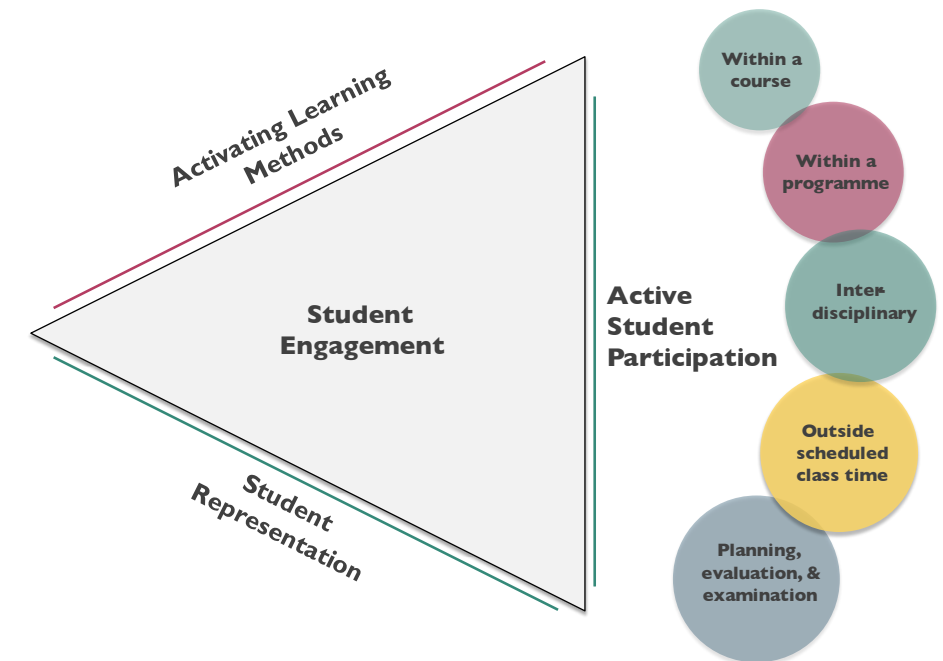 Activating Learning
Methods
Student
Engagement
Student
Representation
Active
Student
Participation
Within a
course
Within a
programme
Inter-
disciplinary
Outside
scheduled
class time
Planning,
evaluation, &
examination